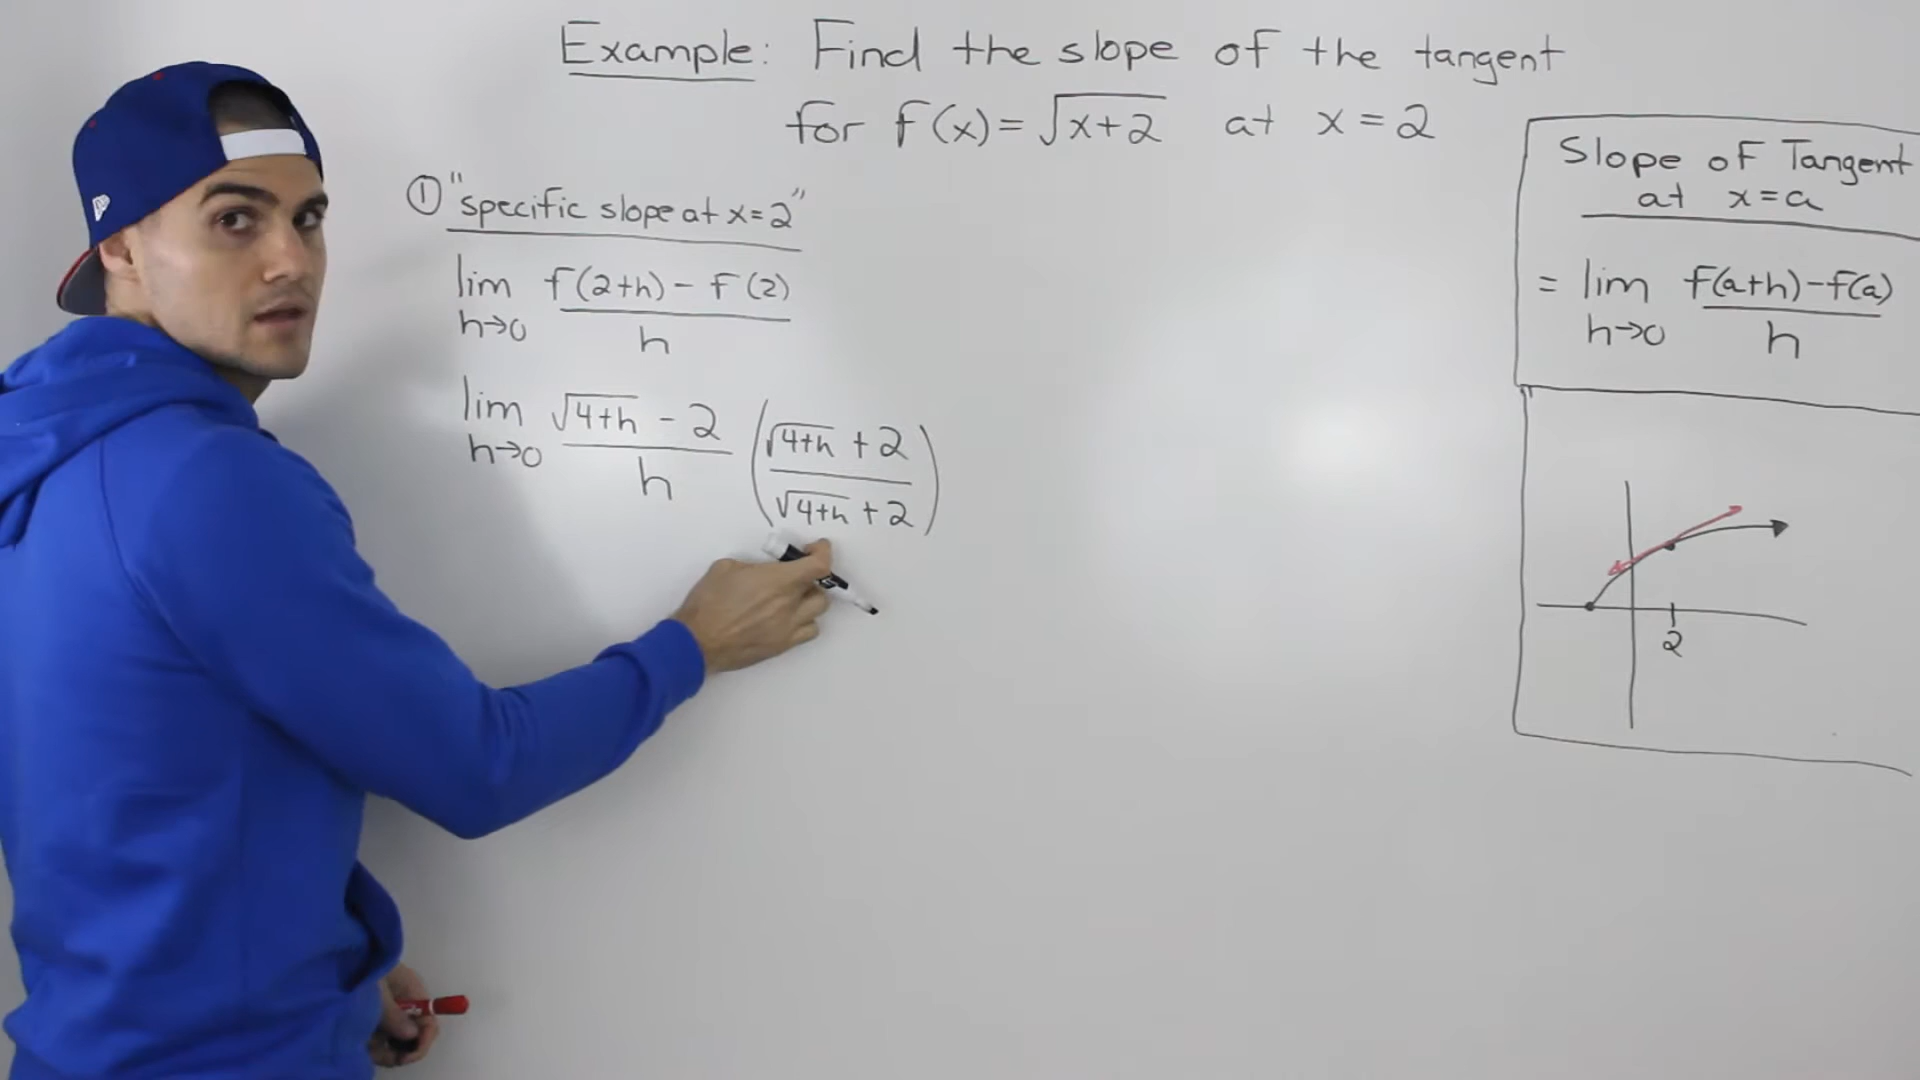 Example: Find the slope of the tangent
for f(x)=√x+2 at x=2
① "specific slope at x=2"
lim f(2+h)-f(2)
h→0 h
lim √4+h - 2 (√4+h + 2
h→0 h √4+h + 2)
Slope of Tangent
at x=a
= lim f(a+h)-f(a)
h→0 h
2